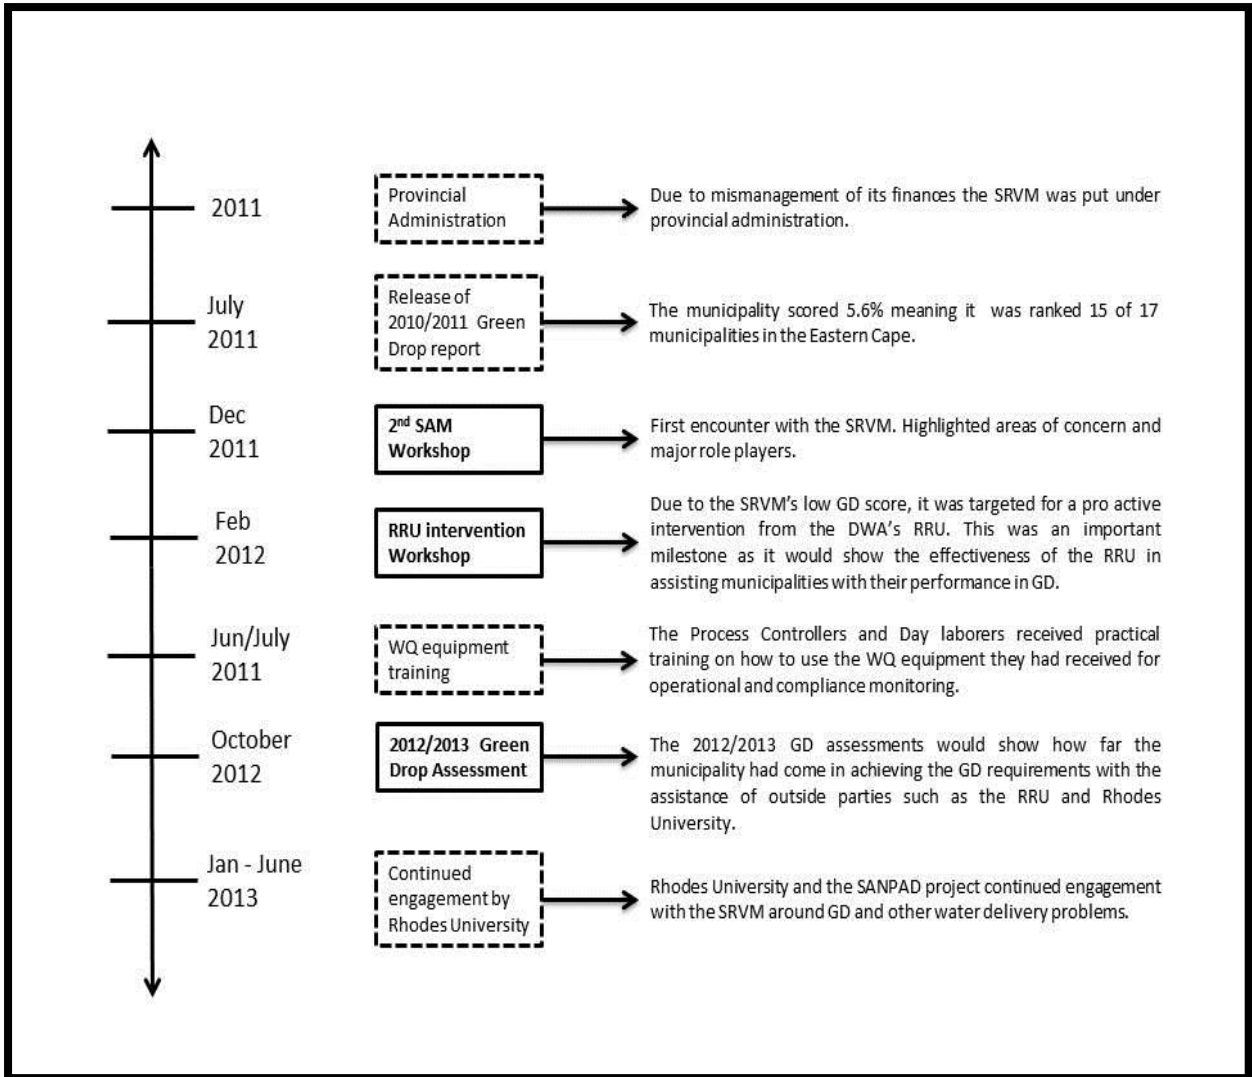 2011
Provincial
Administration
Due to mismanagement of its finances the SRVM was put under
provincial administration.
July
2011
Release of
2010/2011 Green
Drop report
The municipality scored 5.6% meaning it was ranked 15 of 17
municipalities in the Eastern Cape.
Dec
2011
2nd SAM
Workshop
First encounter with the SRVM. Highlighted areas of concern and
major role players.
Feb
2012
RRU intervention
Workshop
Due to the SRVM's low GD score, it was targeted for a pro active
intervention from the DWA's RRU. This was an important
milestone as it would show the effectiveness of the RRU in
assisting municipalities with their performance in GD.
Jun/July
2011
WQ equipment
training
The Process Controllers and Day laborers received practical
training on how to use the WQ equipment they had received for
operational and compliance monitoring.
October
2012
2012/2013 Green
Drop Assessment
The 2012/2013 GD assessments would show how far the
municipality had come in achieving the GD requirements with the
assistance of outside parties such as the RRU and Rhodes
University.
Jan - June
2013
Continued
engagement by
Rhodes University
Rhodes University and the SANPAD project continued engagement
with the SRVM around GD and other water delivery problems.